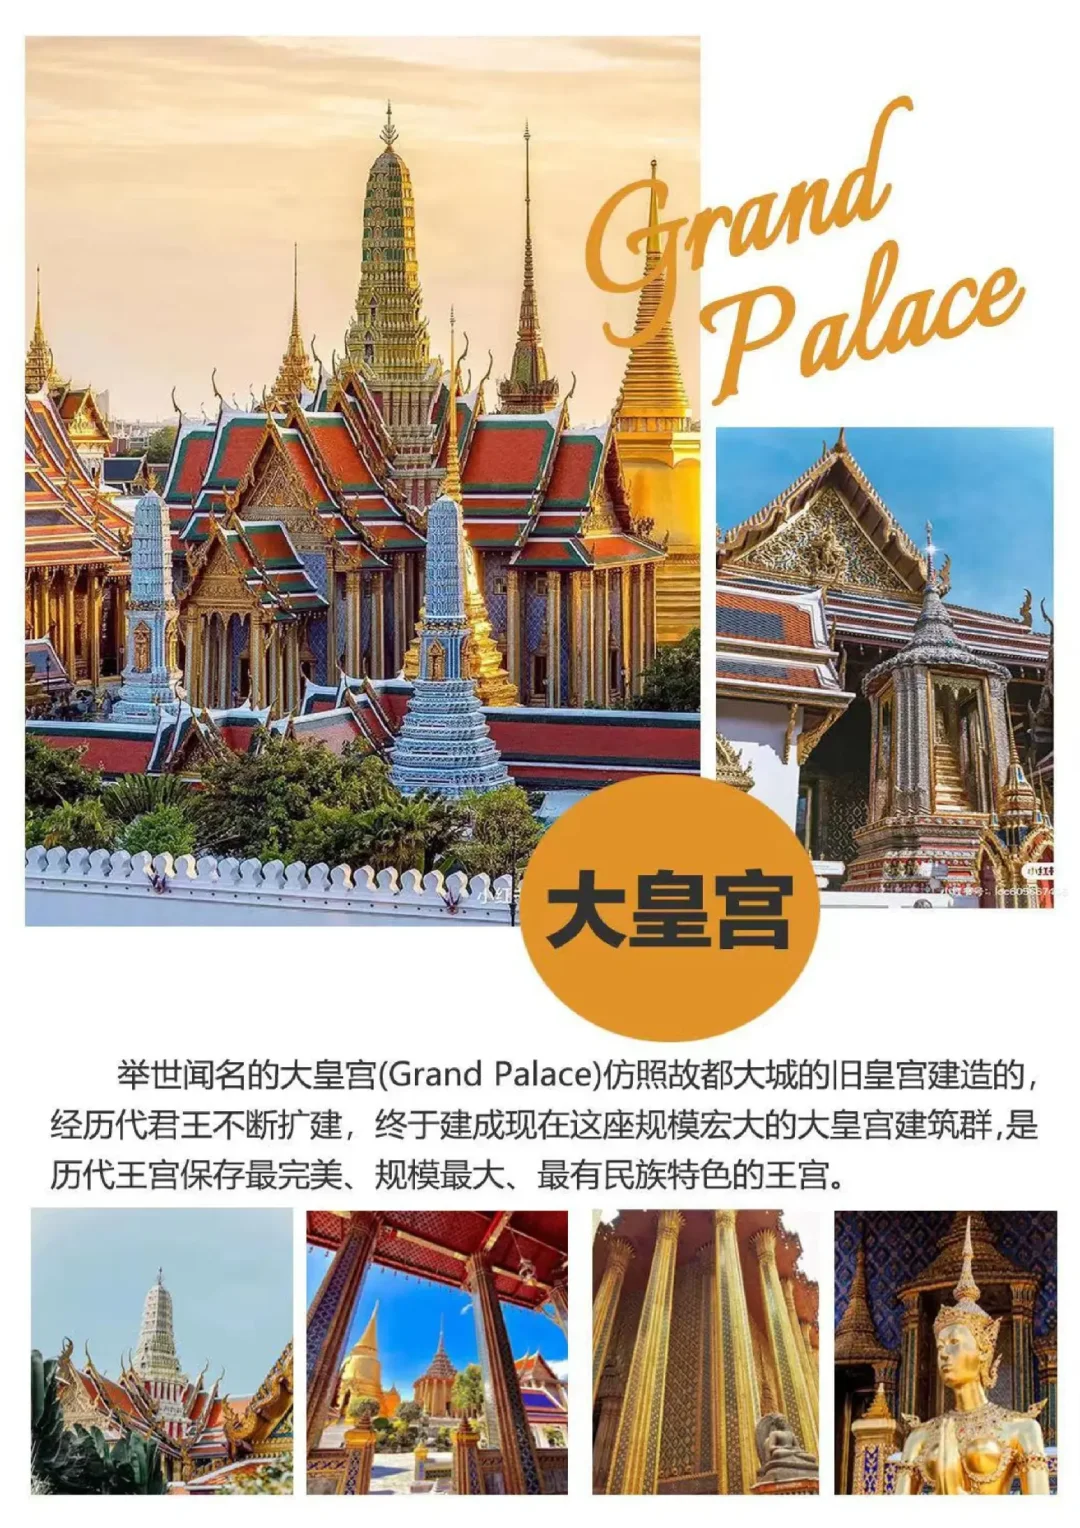 Grand
Palace
大皇宫
举世闻名的大皇宫(Grand Palace)仿照故都大城的旧皇宫建造的，
经历代君王不断扩建，终于建成现在这座规模宏大的大皇宫建筑群,是
历代王宫保存最完美、规模最大、最有民族特色的王宫。